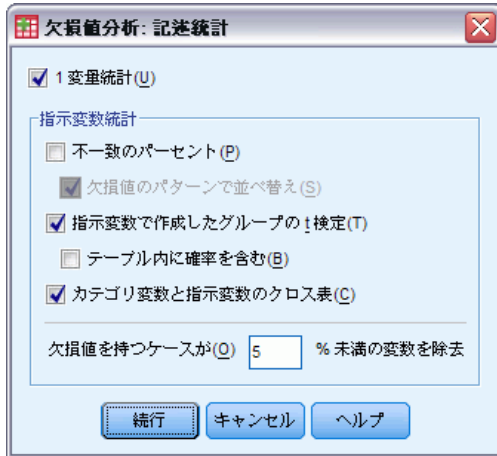 欠損値分析: 記述統計
1 変量統計(U)
指示変数統計
不一致のパーセント(P)
欠損値のパターンで並べ替え(S)
指示変数で作成したグループの t 検定(T)
テーブル内に確率を含む(B)
カテゴリ変数と指示変数のクロス表(C)
欠損値を持つケースが(O) 5 % 未満の変数を除去
続行 キャンセル ヘルプ